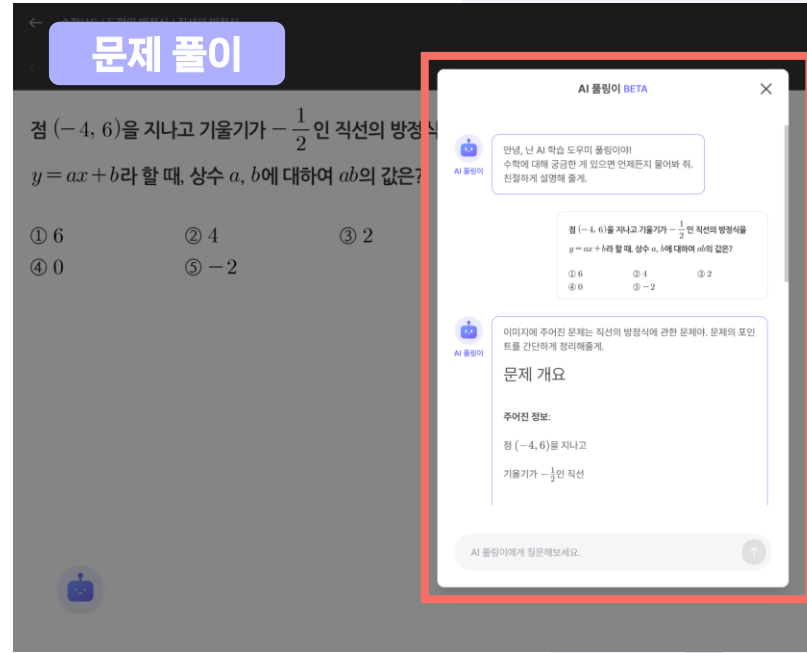 ←
문제 풀이
점 (−4, 6)을 지나고 기울기가 −1/2인 직선의 방정식
y=ax+b라 할 때, 상수 a, b에 대하여 ab의 값은?
① 6 ② 4 ③ 2
④ 0 ⑤ −2
AI 풀링이 BETA
안녕, 난 AI 학습 도우미 풀링이야!
수학에 대해 궁금한 게 있으면 언제든지 물어봐 줘.
친절하게 설명해 줄게.
AI 풀링이
점 (−4, 6)을 지나고 기울기가 −1/2인 직선의 방정식을
y=ax+b라 할 때, 상수 a, b에 대하여 ab의 값은?
① 6 ② 4 ③ 2
④ 0 ⑤ −2
이미지에 주어진 문제는 직선의 방정식에 관한 문제야. 문제의 포인
트를 간단하게 정리해줄게.
AI 풀링이
문제 개요
주어진 정보:
점 (−4, 6)을 지나고
기울기가 −1/2인 직선
AI 풀링이에게 질문해보세요.